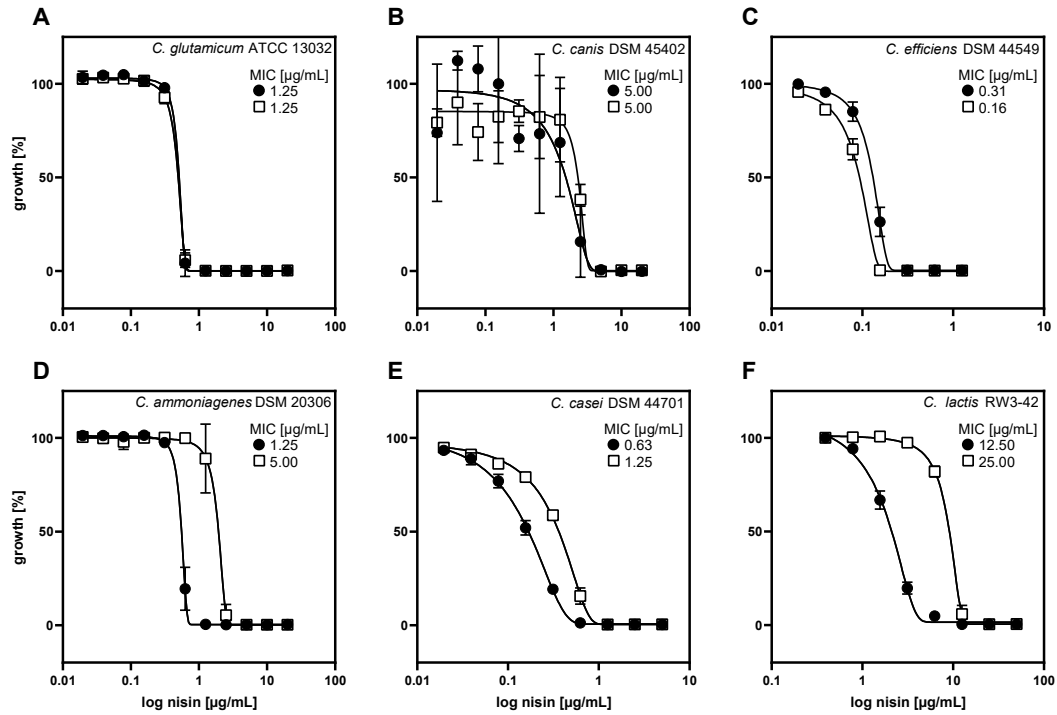 A
C. glutamicum ATCC 13032
MIC [µg/mL]
1.25
1.25
growth [%]
100
50
0
0.01 0.1 1 10 100
B
C. canis DSM 45402
MIC [µg/mL]
5.00
5.00
100
50
0
0.01 0.1 1 10 100
C
C. efficiens DSM 44549
MIC [µg/mL]
0.31
0.16
100
50
0
0.01 0.1 1 10
D
C. ammoniagenes DSM 20306
MIC [µg/mL]
1.25
5.00
growth [%]
100
50
0
0.01 0.1 1 10 100
log nisin [µg/mL]
E
C. casei DSM 44701
MIC [µg/mL]
0.63
1.25
100
50
0
0.01 0.1 1 10
log nisin [µg/mL]
F
C. lactis RW3-42
MIC [µg/mL]
12.50
25.00
100
50
0
0.1 1 10 100
log nisin [µg/mL]